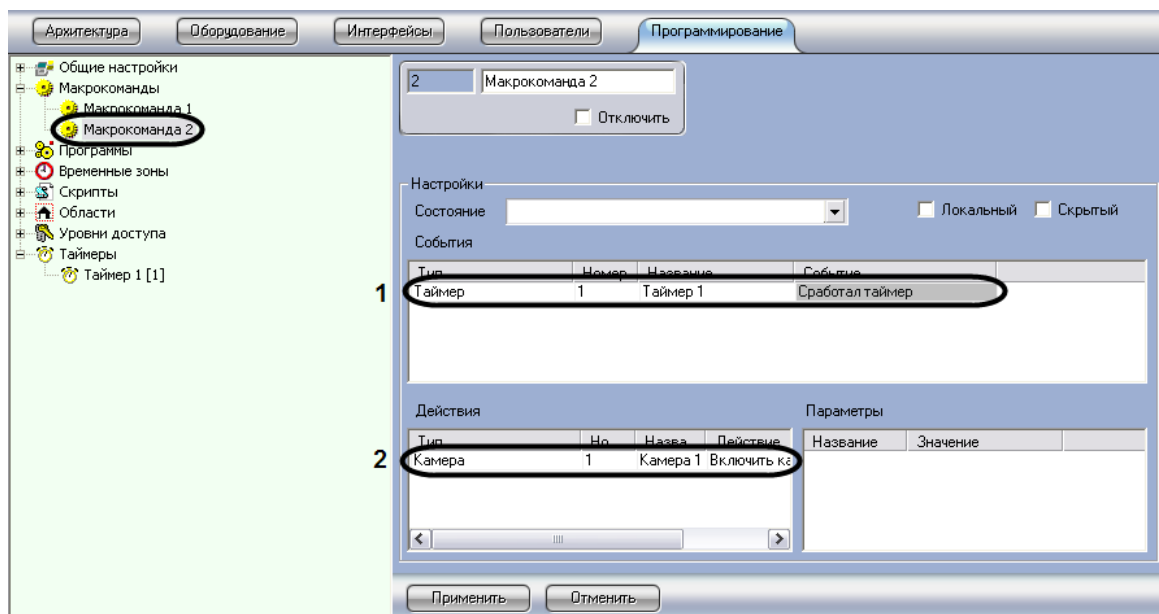 Архитектура Оборудование Интерфейсы Пользователи Программирование
Общие настройки
Макрокоманды
Макрокоманда 1
Макрокоманда 2
Программы
Временные зоны
Скрипты
Области
Уровни доступа
Таймеры
Таймер 1 [1]
2 Макрокоманда 2
Отключить
Настройки
Состояние Локальный Скрытый
События
Тип Номер Название Событие
1 Таймер 1 Таймер 1 Сработал таймер
Действия
Тип Но Назва Действие
2 Камера 1 Камера 1 Включить ка
Параметры
Название Значение
Применить Отменить